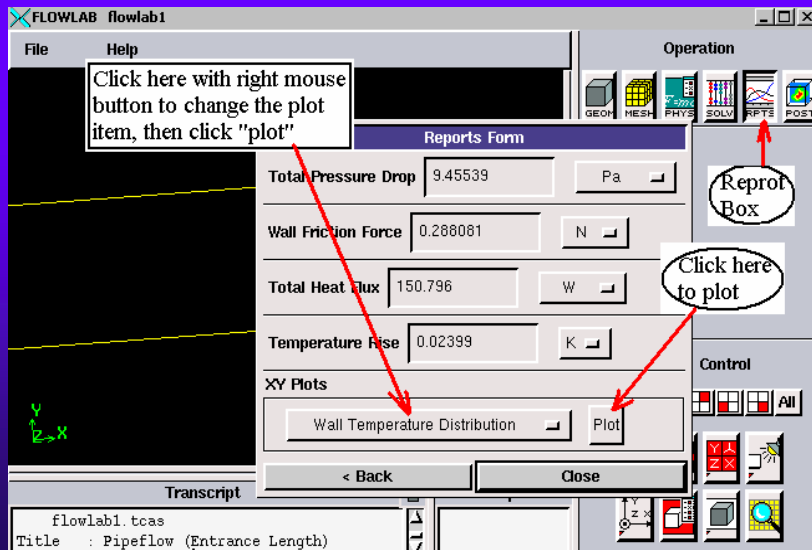 FLOWLAB flowlab1
File Help
Operation
Click here with right mouse
button to change the plot
item, then click "plot"
GEOM MESH PHYS SOLV RPTS POST
Reports Form
Total Pressure Drop 9.45539 Pa
Reprof
Box
Wall Friction Force 0.288081 N
Click here
to plot
Total Heat Flux 150.796 W
Temperature Rise 0.02399 K
Control
XY Plots
All
Wall Temperature Distribution Plot
Y
Z X
< Back Close
Transcript
flowlab1.tcas
Title : Pipeflow (Entrance Length)